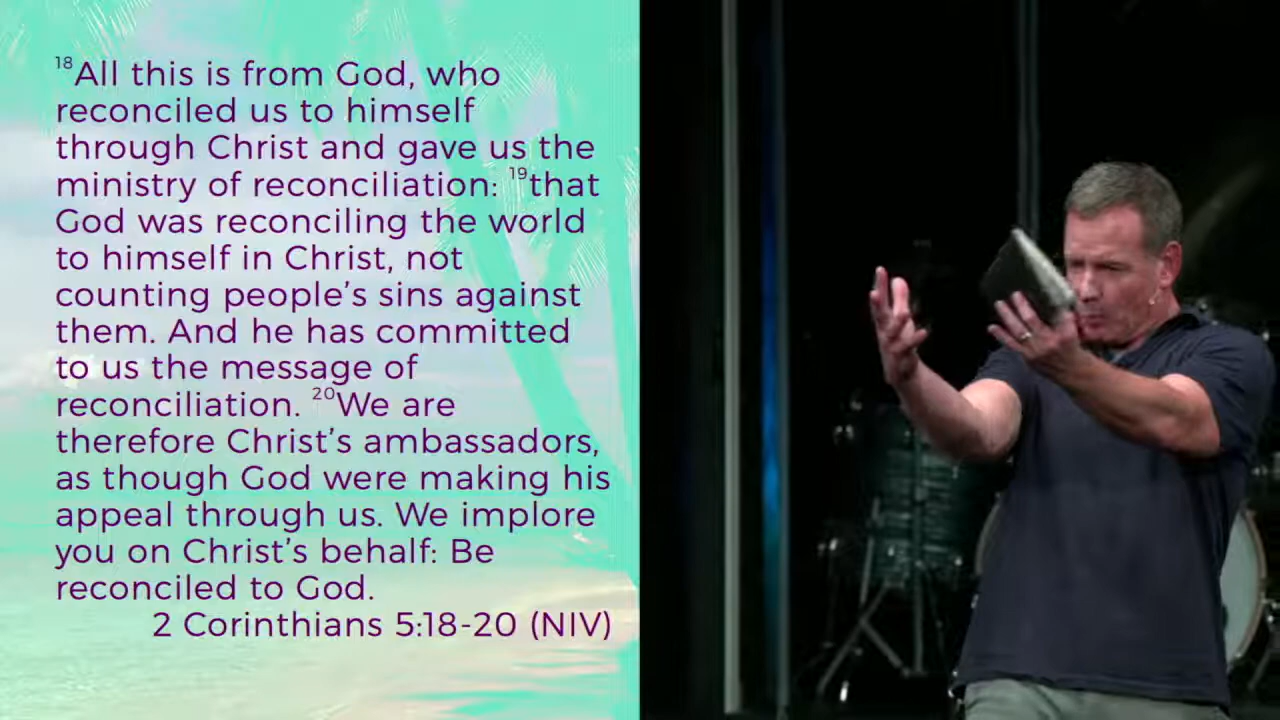 ¹⁸All this is from God, who
reconciled us to himself
through Christ and gave us the
ministry of reconciliation: ¹⁹that
God was reconciling the world
to himself in Christ, not
counting people’s sins against
them. And he has committed
to us the message of
reconciliation. ²⁰We are
therefore Christ’s ambassadors,
as though God were making his
appeal through us. We implore
you on Christ’s behalf: Be
reconciled to God.
2 Corinthians 5:18-20 (NIV)